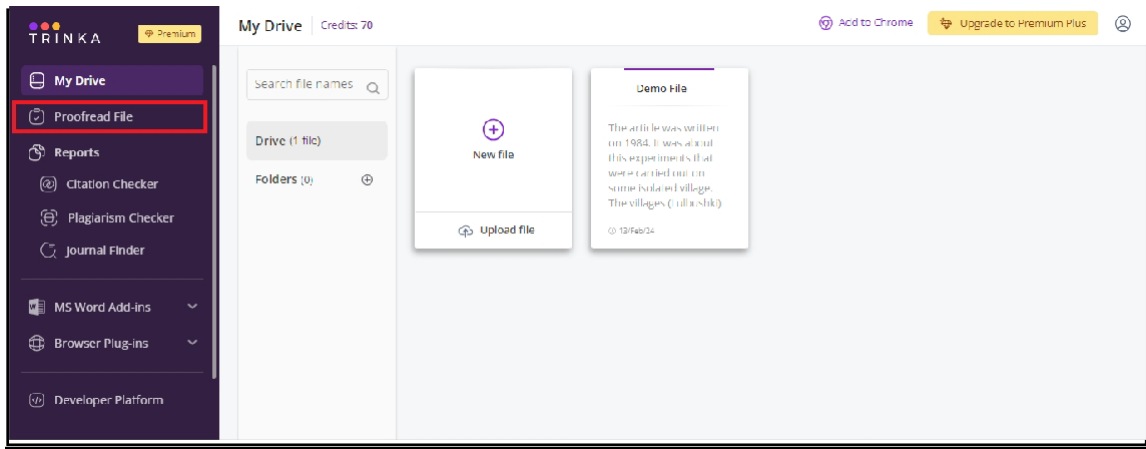 TRINKA
Premium
My Drive
Proofread File
Reports
Citation Checker
Plagiarism Checker
Journal Finder
MS Word Add-ins
Browser Plug-ins
Developer Platform
My Drive
Credits: 70
Add to Chrome
Upgrade to Premium Plus
Search file names
Drive (1 file)
Folders (0)
New file
Upload file
Demo File
The article was written
on 1984. It was about
this experiments that
were carried out on
some isolated village.
The villages
13/Feb/24